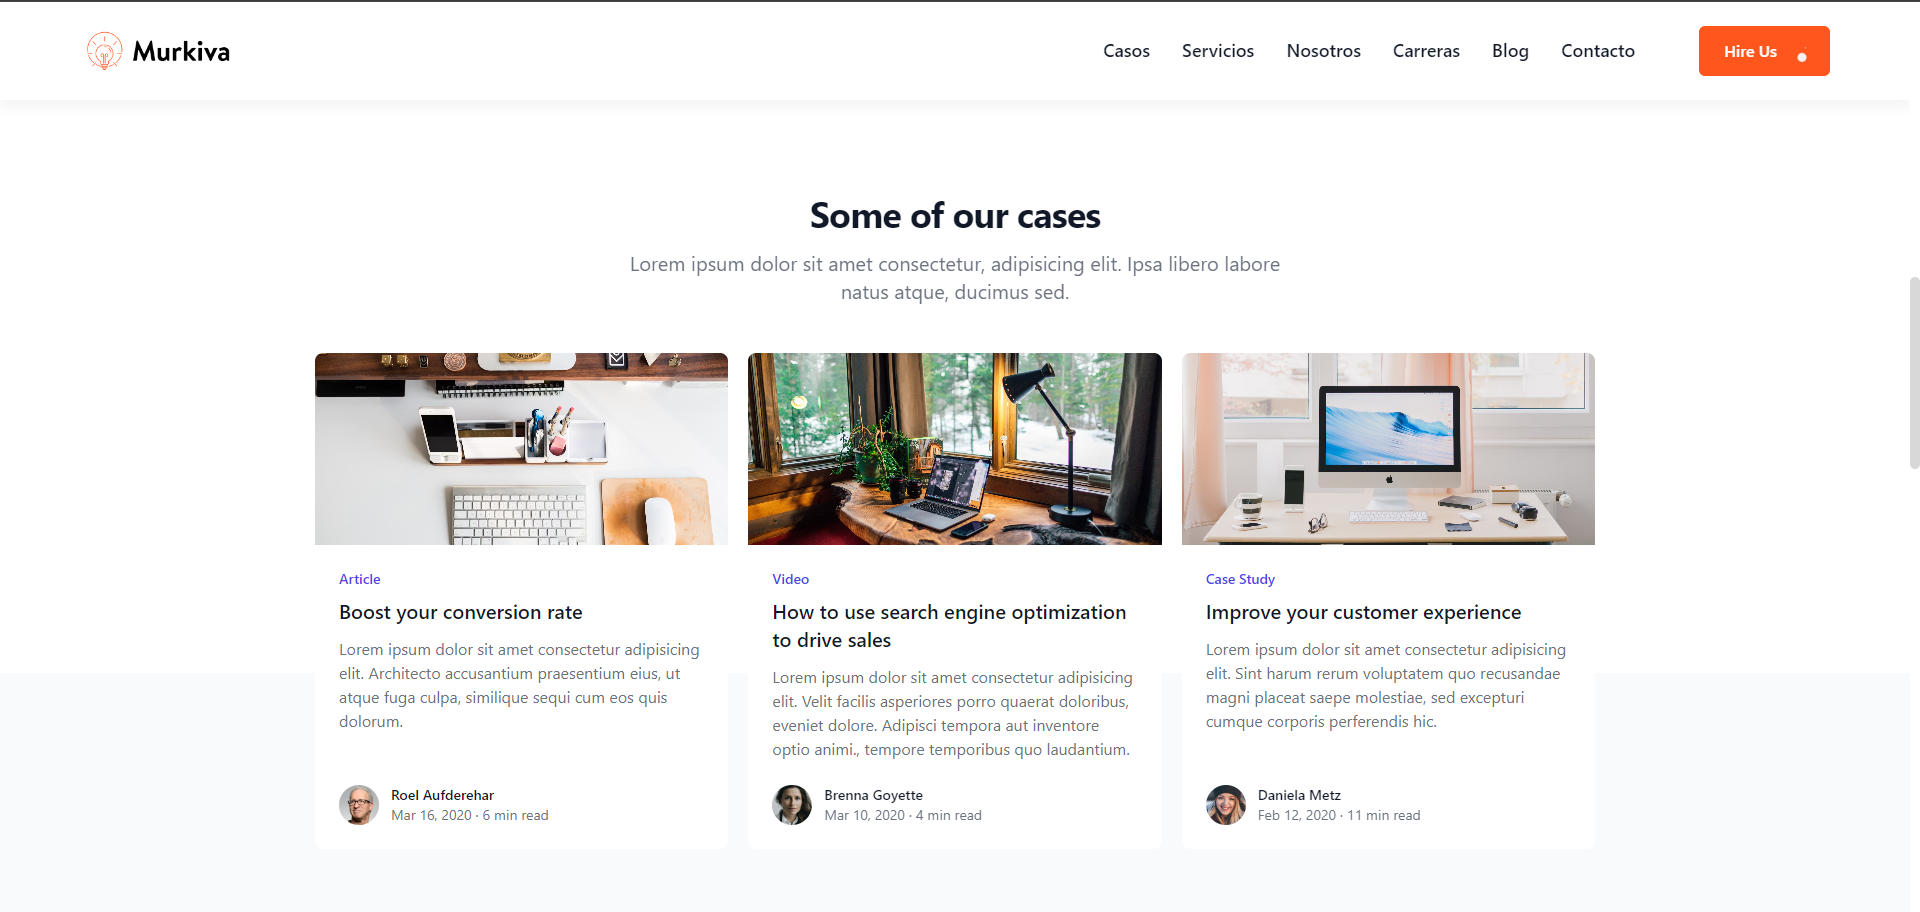 Murkiva
Casos
Servicios
Nosotros
Carreras
Blog
Contacto
Hire Us
Some of our cases
Lorem ipsum dolor sit amet consectetur, adipisicing elit. Ipsa libero labore
natus atque, ducimus sed.
Article
Boost your conversion rate
Lorem ipsum dolor sit amet consectetur adipisicing
elit. Architecto accusantium praesentium eius, ut
atque fuga culpa, similique sequi cum eos quis
dolorum.
Roel Aufderehar
Mar 16, 2020 · 6 min read
Video
How to use search engine optimization
to drive sales
Lorem ipsum dolor sit amet consectetur adipisicing
elit. Velit facilis asperiores porro quaerat doloribus,
eveniet dolore. Adipisci tempora aut inventore
optio animi., tempore temporibus quo laudantium.
Brenna Goyette
Mar 10, 2020 · 4 min read
Case Study
Improve your customer experience
Lorem ipsum dolor sit amet consectetur adipisicing
elit. Sint harum rerum voluptatem quo recusandae
magni placeat saepe molestiae, sed excepturi
cumque corporis perferendis hic.
Daniela Metz
Feb 12, 2020 · 11 min read